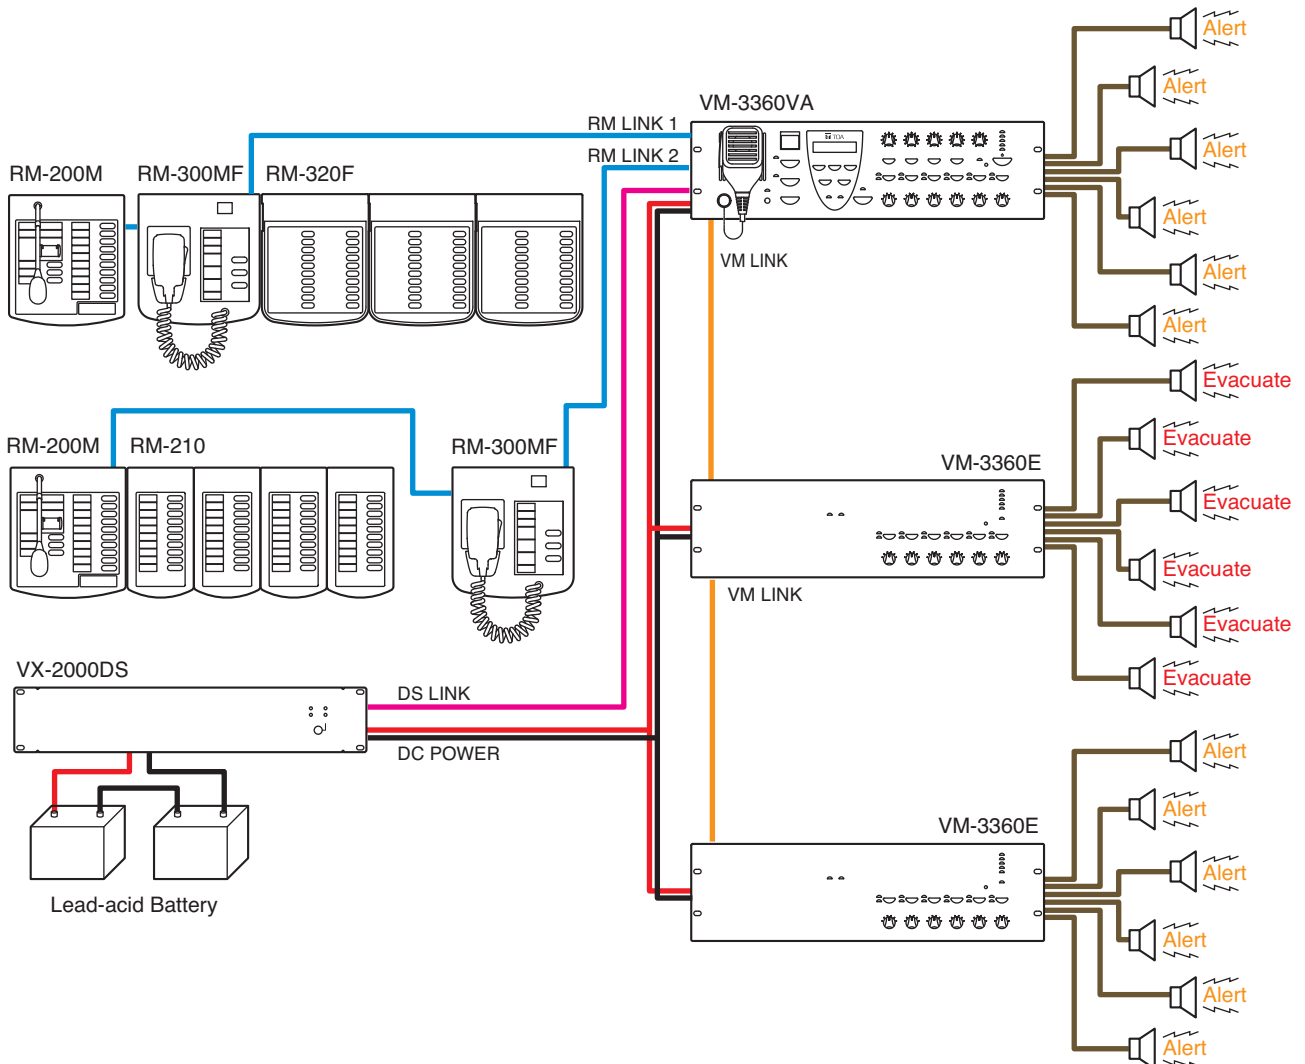 Alert
VM-3360VA
Alert
RM LINK 1
TOA
Alert
RM LINK 2
RM-200M RM-300MF RM-320F
Alert
VM LINK
Alert
Alert
Evacuate
Evacuate
RM-200M RM-210
RM-300MF
VM-3360E
Evacuate
Evacuate
VM LINK
Evacuate
VX-2000DS
Evacuate
DS LINK
DC POWER
Alert
Alert
VM-3360E
Alert
Lead-acid Battery
Alert
Alert
Alert